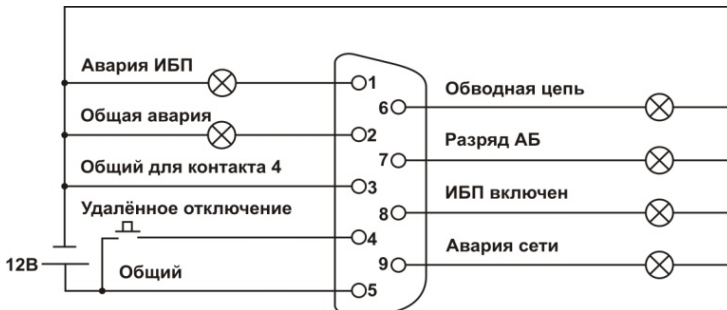 Авария ИБП
1
Общая авария
2
Общий для контакта 4
3
Удалённое отключение
4
12В
Общий
5
6
Обводная цепь
7
Разряд АБ
8
ИБП включен
9
Авария сети